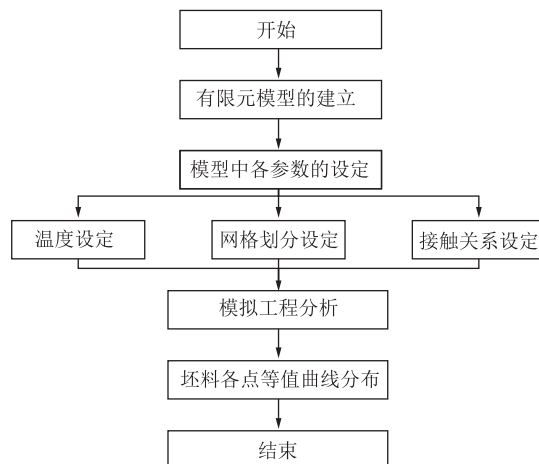 开始
有限元模型的建立
模型中各参数的设定
温度设定
网格划分设定
接触关系设定
模拟工程分析
坯料各点等值曲线分布
结束